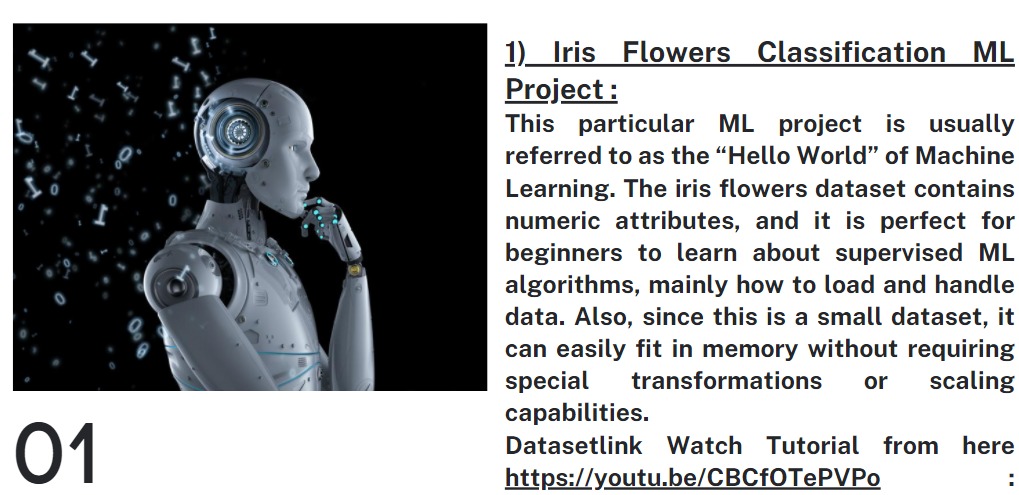 1) Iris Flowers Classification ML
Project :
This particular ML project is usually
referred to as the “Hello World” of Machine
Learning. The iris flowers dataset contains
numeric attributes, and it is perfect for
beginners to learn about supervised ML
algorithms, mainly how to load and handle
data. Also, since this is a small dataset, it
can easily fit in memory without requiring
special transformations or scaling
capabilities.
Datasetlink Watch Tutorial from here
https://youtu.be/CBCfOTePVPo :
01